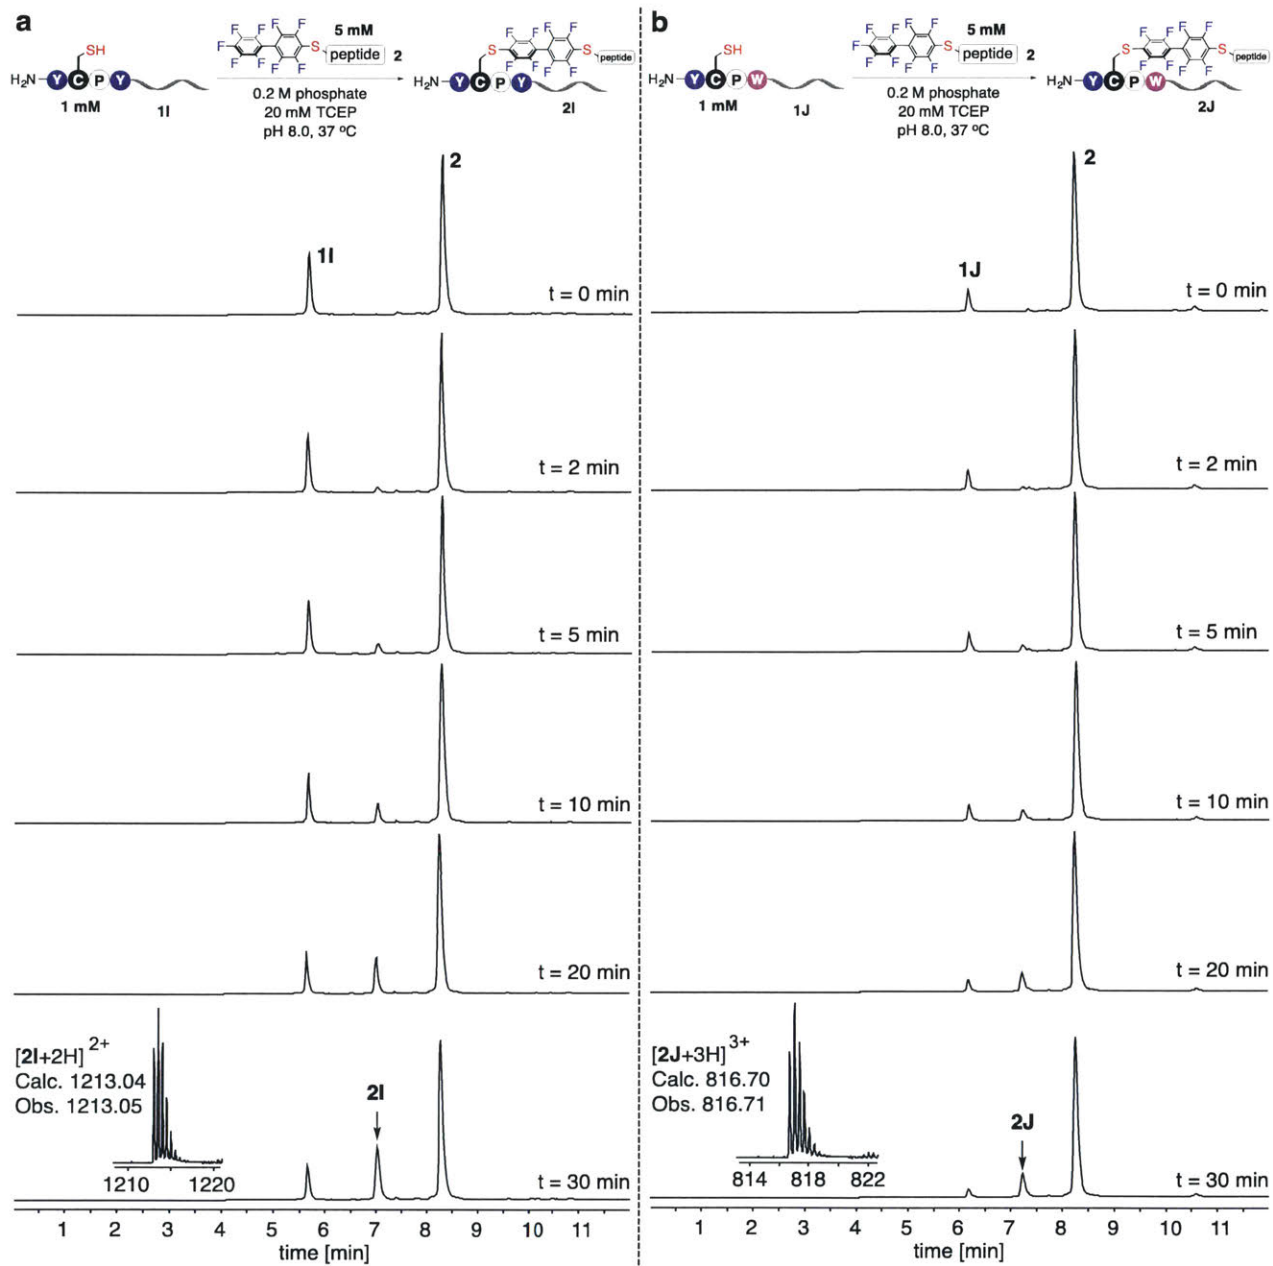 a
SH
H₂N
Y
C
P
Y
1 mM
1I
F
F
F
F
F
F
F
F
F
S
5 mM
peptide
2
0.2 M phosphate
20 mM TCEP
pH 8.0, 37 ºC
S
F
F
F
F
F
F
F
F
S
peptide
H₂N
Y
C
P
Y
2I
2
1I
t = 0 min
t = 2 min
t = 5 min
t = 10 min
t = 20 min
[2I+2H] 2+
Calc. 1213.04
Obs. 1213.05
1210 1220
2I
t = 30 min
1 2 3 4 5 6 7 8 9 10 11
time [min]
b
SH
H₂N
Y
C
P
W
1 mM
1J
F
F
F
F
F
F
F
F
F
S
5 mM
peptide
2
0.2 M phosphate
20 mM TCEP
pH 8.0, 37 ºC
S
F
F
F
F
F
F
F
F
S
peptide
H₂N
Y
C
P
W
2J
2
1J
t = 0 min
t = 2 min
t = 5 min
t = 10 min
t = 20 min
[2J+3H] 3+
Calc. 816.70
Obs. 816.71
814 818 822
2J
t = 30 min
1 2 3 4 5 6 7 8 9 10 11
time [min]